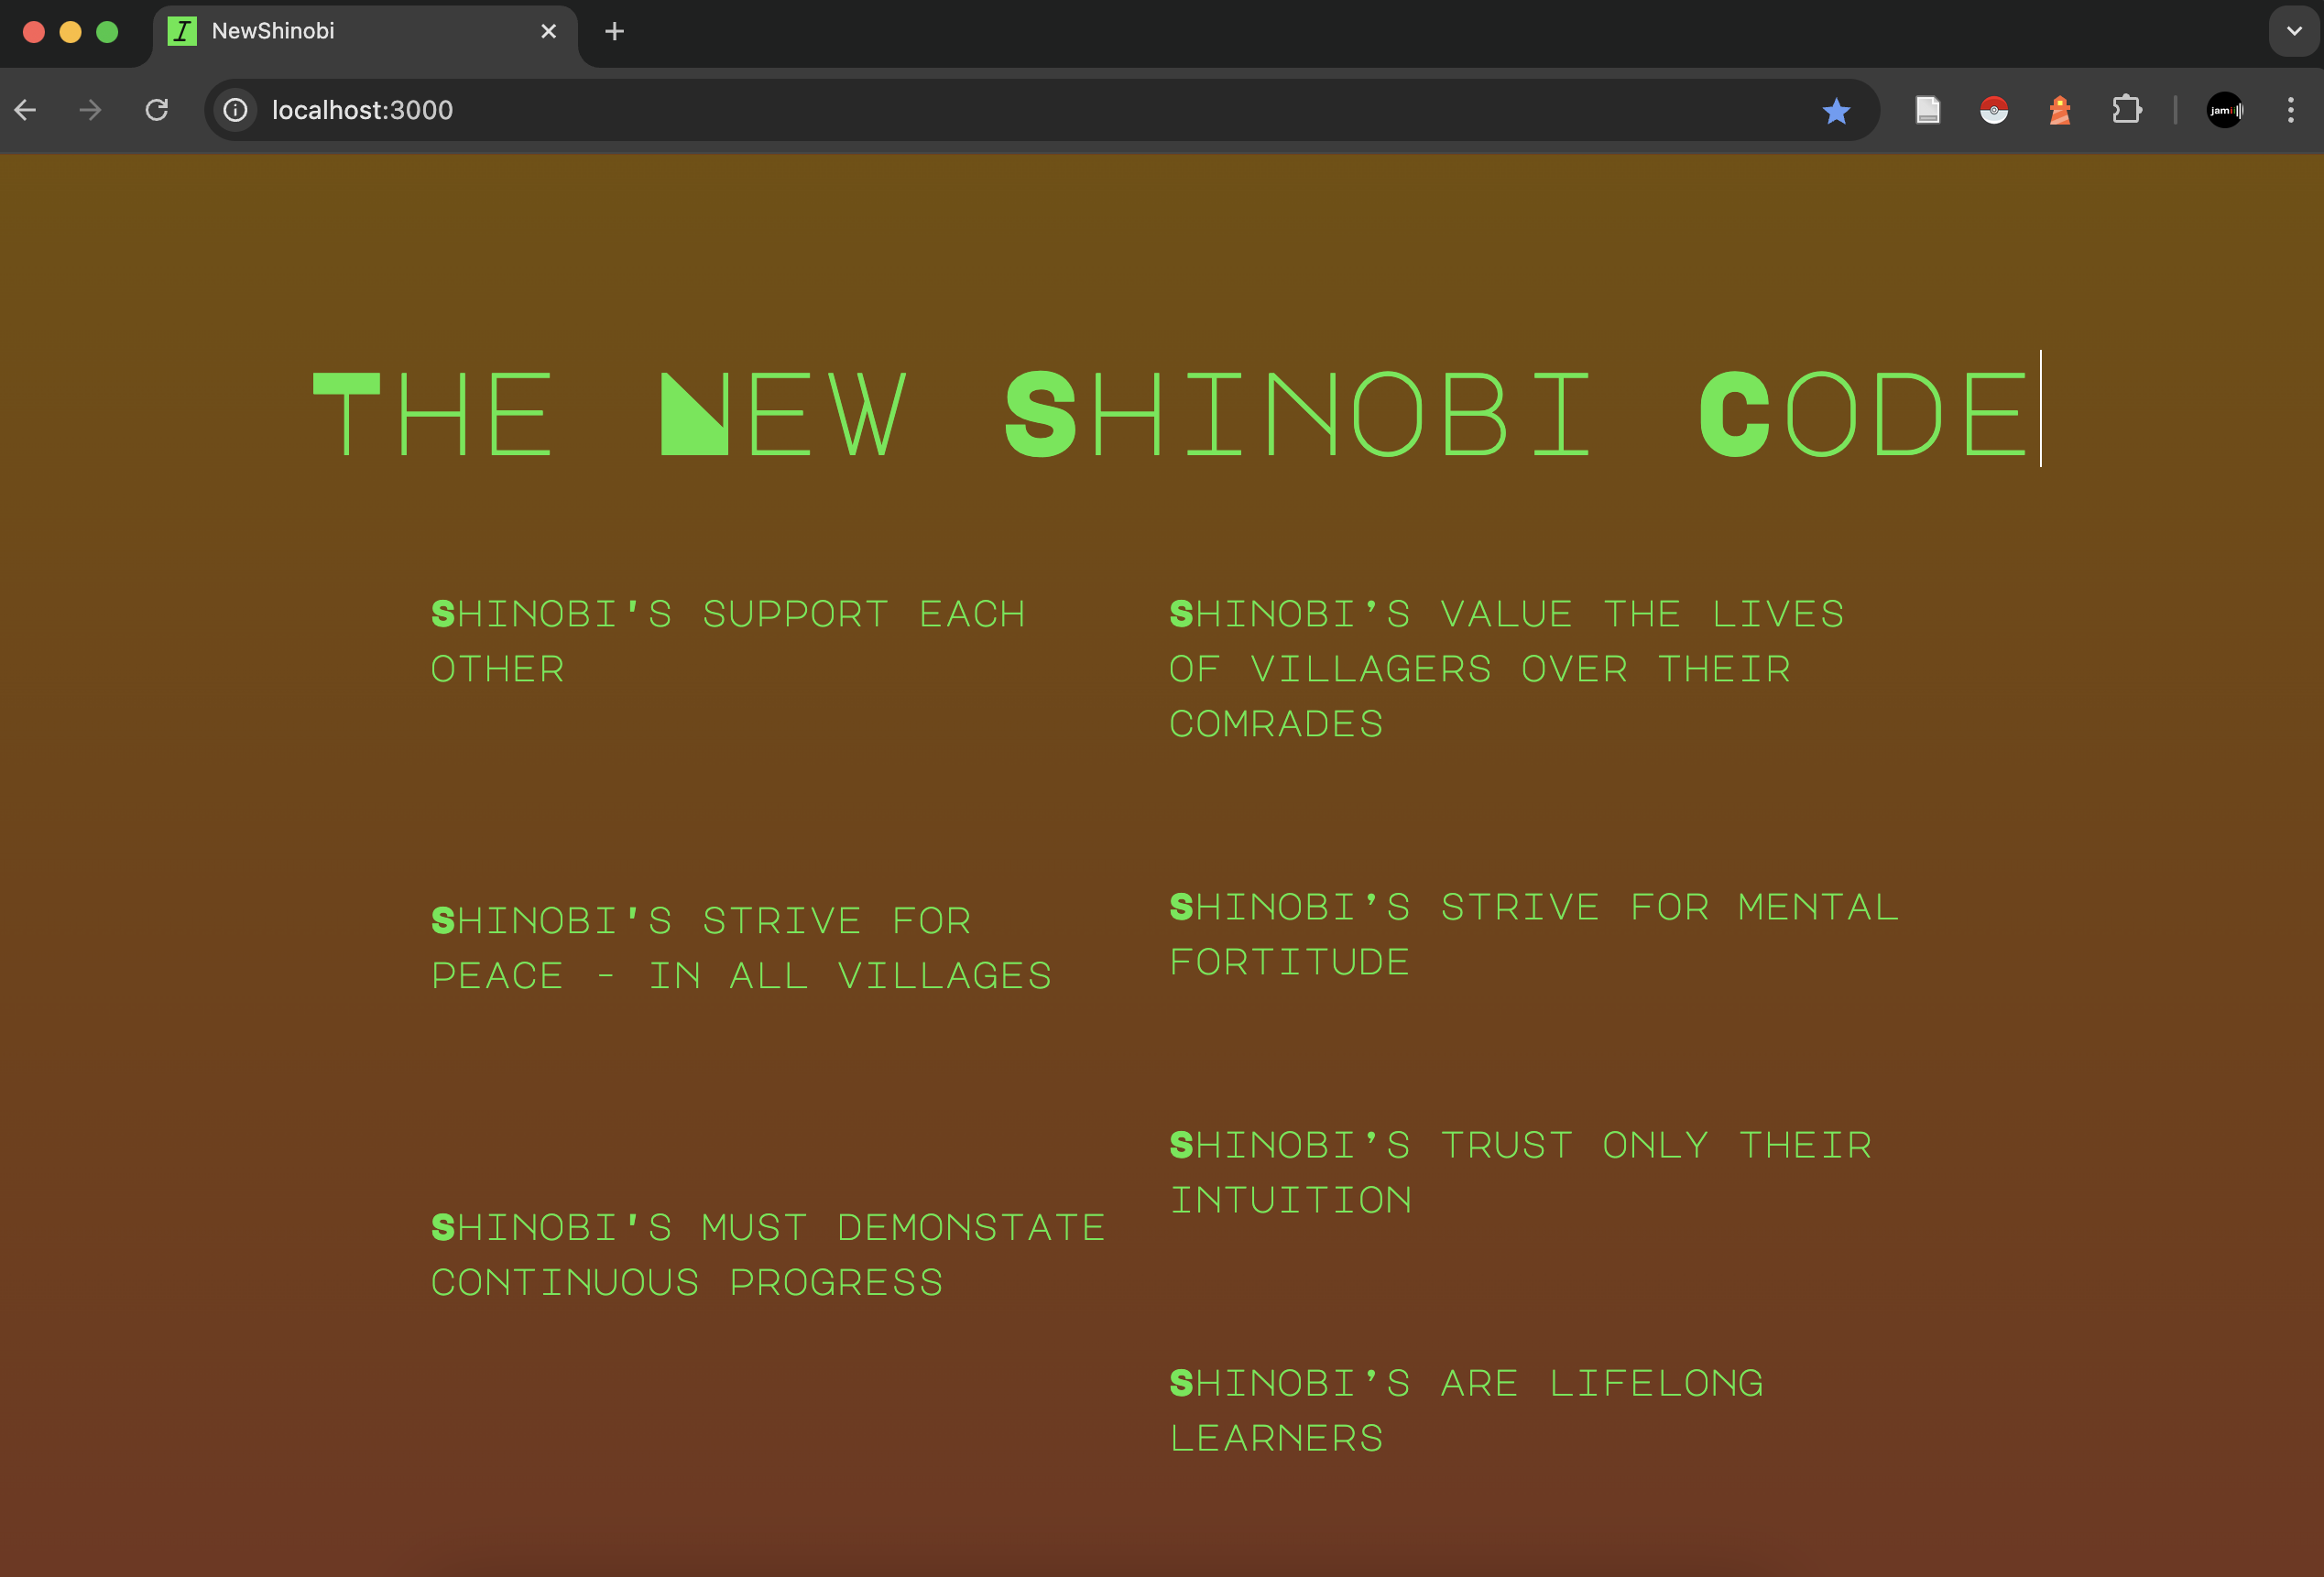 NewShinobi
localhost:3000
jamii
The New Shinobi Code
Shinobi's support each
other
Shinobi's strive for
peace - in all villages
Shinobi's must demonstate
continuous progress
Shinobi’s value the lives
of villagers over their
comrades
Shinobi’s strive for mental
fortitude
Shinobi’s trust only their
intuition
Shinobi’s are lifelong
learners